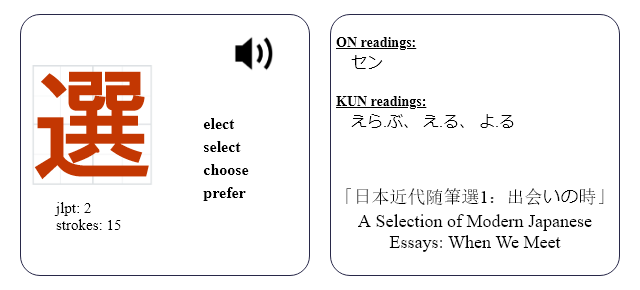 選
elect
select
choose
prefer
jlpt: 2
strokes: 15
ON readings:
セン
KUN readings:
えら.ぶ、 え.る、 よ.る
「日本近代随筆選1：出会いの時」
A Selection of Modern Japanese
Essays: When We Meet